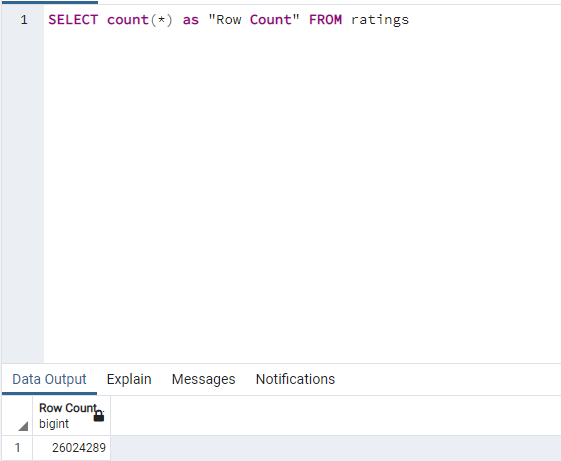 1 SELECT count(*) as "Row Count" FROM ratings
Data Output Explain Messages Notifications
Row Count
bigint
1 26024289